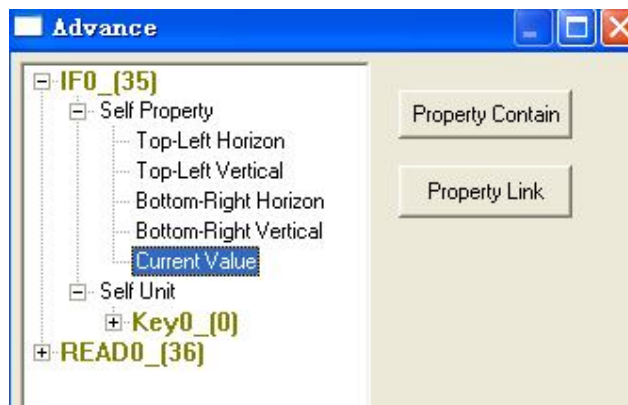 Advance
IF0_(35)
Self Property
Top-Left Horizon
Top-Left Vertical
Bottom-Right Horizon
Bottom-Right Vertical
Current Value
Self Unit
Key0_(0)
READ0_(36)
Property Contain
Property Link